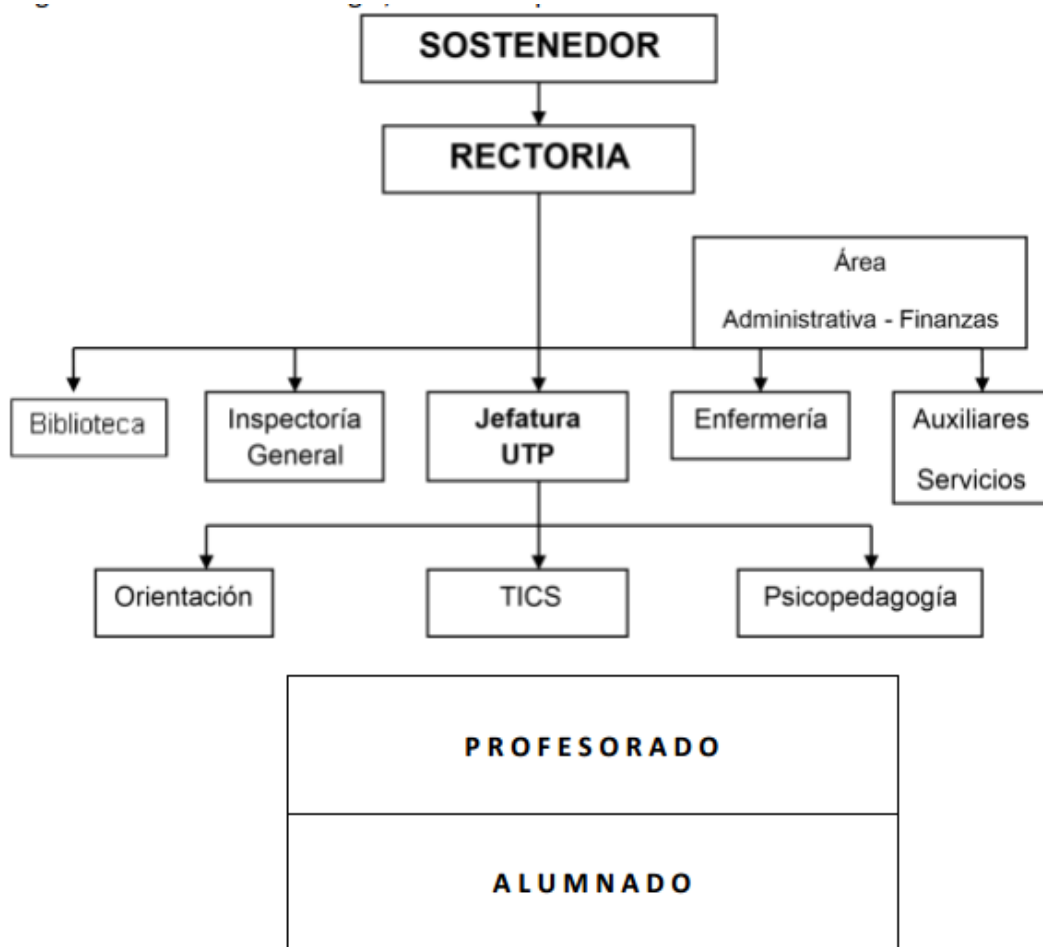 SOSTENEDOR
RECTORIA
Área
Administrativa - Finanzas
Biblioteca
Inspectoría
General
Jefatura
UTP
Enfermería
Auxiliares
Servicios
Orientación
TICS
Psicopedagogía
PROFESORADO
ALUMNADO